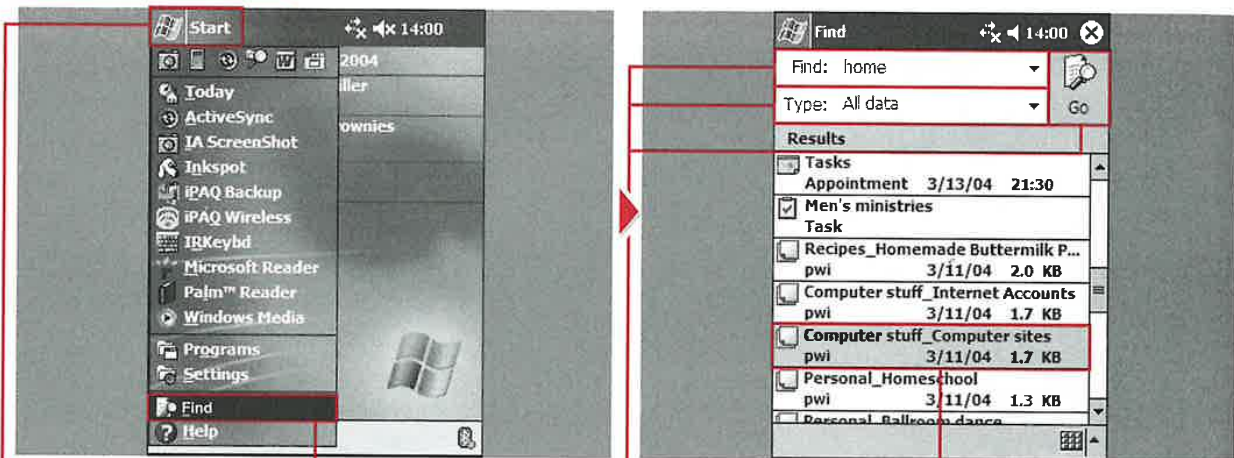 Start 14:00
2004
iller
ownies
Today
ActiveSync
IA ScreenShot
Inkspot
iPAQ Backup
iPAQ Wireless
IRKeybd
Microsoft Reader
Palm™ Reader
Windows Media
Programs
Settings
Find
Help
Find 14:00
Find: home
Type: All data
Go
Results
Tasks
Appointment 3/13/04 21:30
Men's ministries
Task
Recipes_Homemade Buttermilk P...
pwi 3/11/04 2.0 KB
Computer stuff_Internet Accounts
pwi 3/11/04 1.7 KB
Computer stuff_Computer sites
pwi 3/11/04 1.7 KB
Personal_Homeschool
pwi 3/11/04 1.3 KB
Personal_Ballroom dance